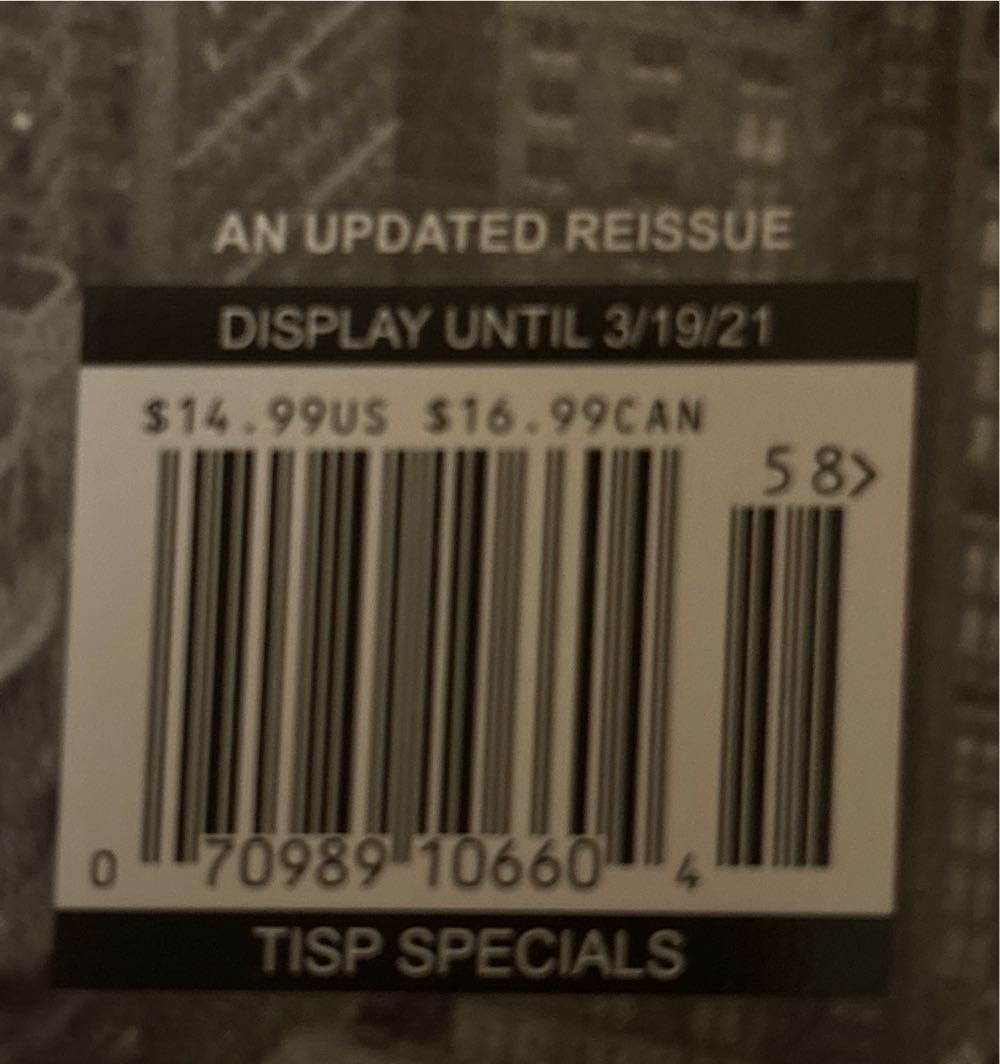 AN UPDATED REISSUE
DISPLAY UNTIL 3/19/21
$14.99US $16.99CAN
58>
0 70989 10660 4
TISP SPECIALS